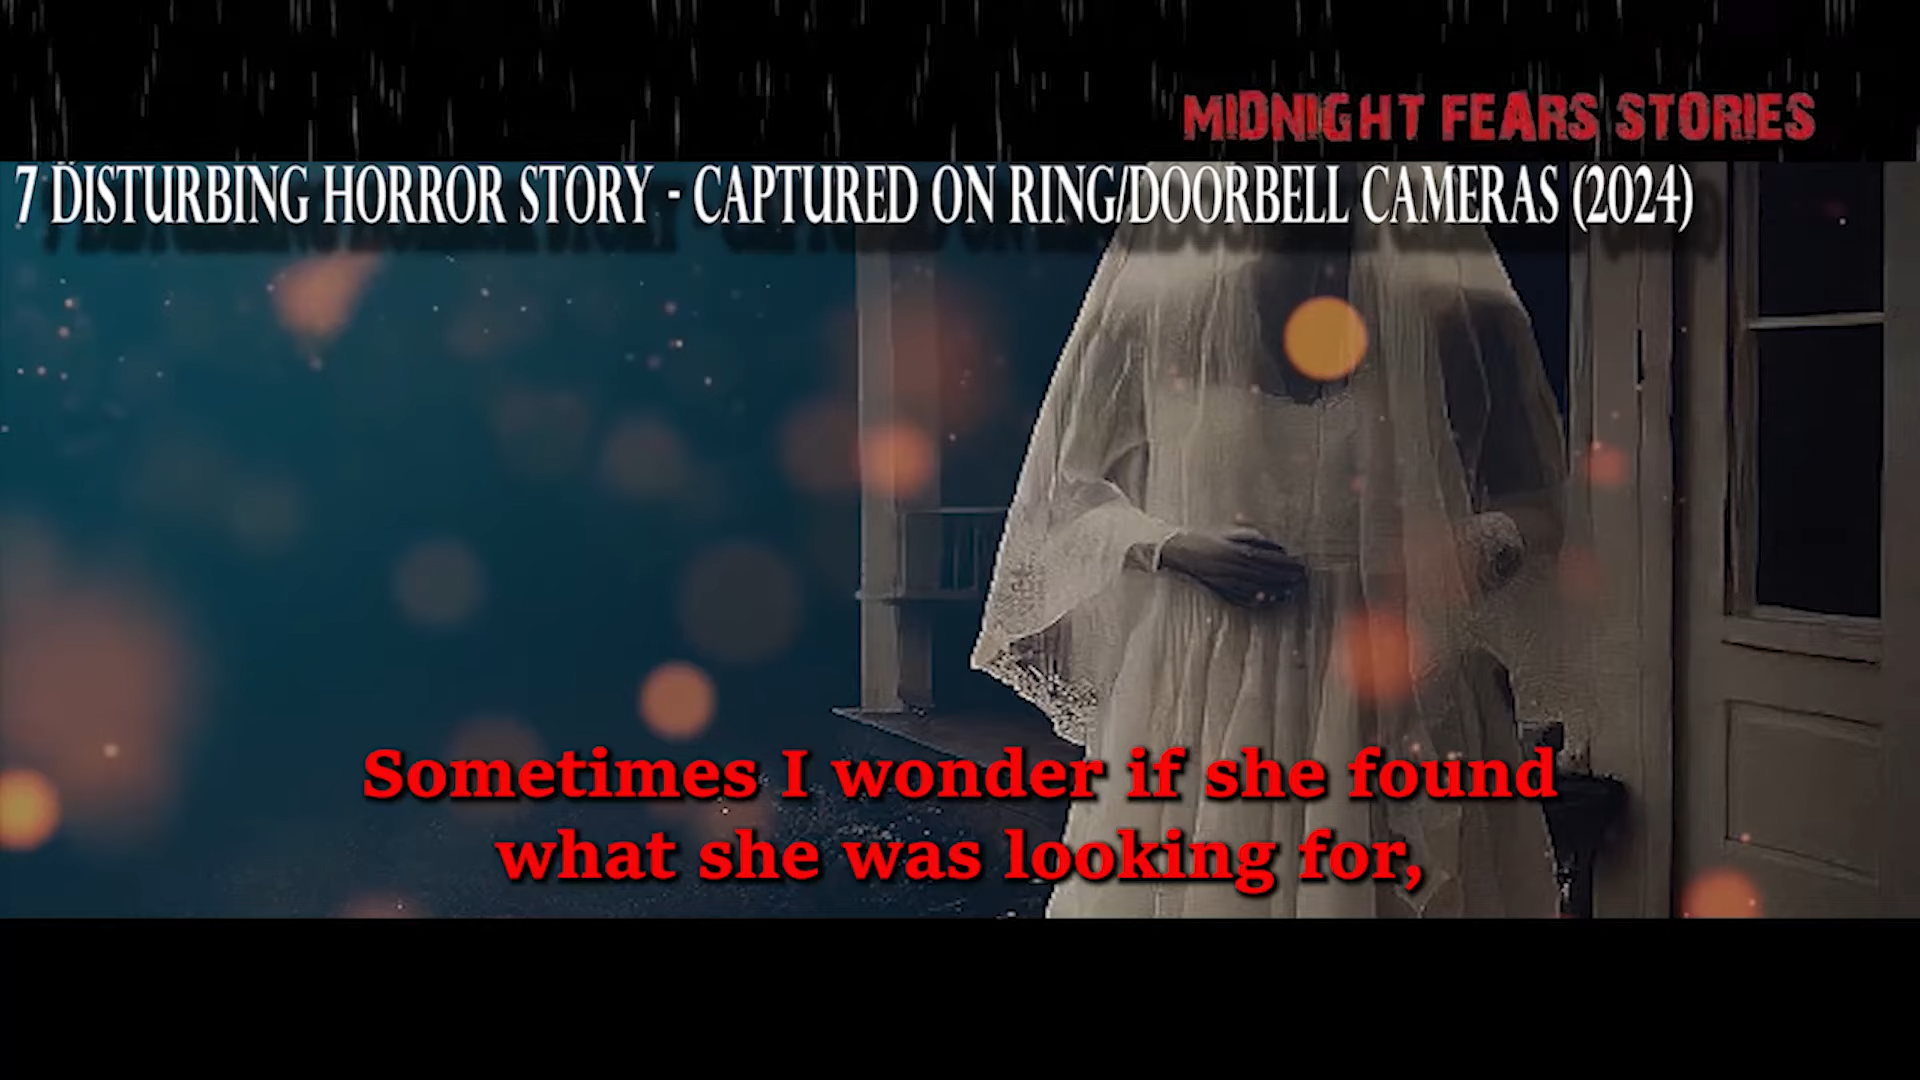 MIDNIGHT FEARS STORIES
7 DISTURBING HORROR STORY - CAPTURED ON RING/DOORBELL CAMERAS (2024)
Sometimes I wonder if she found
what she was looking for,